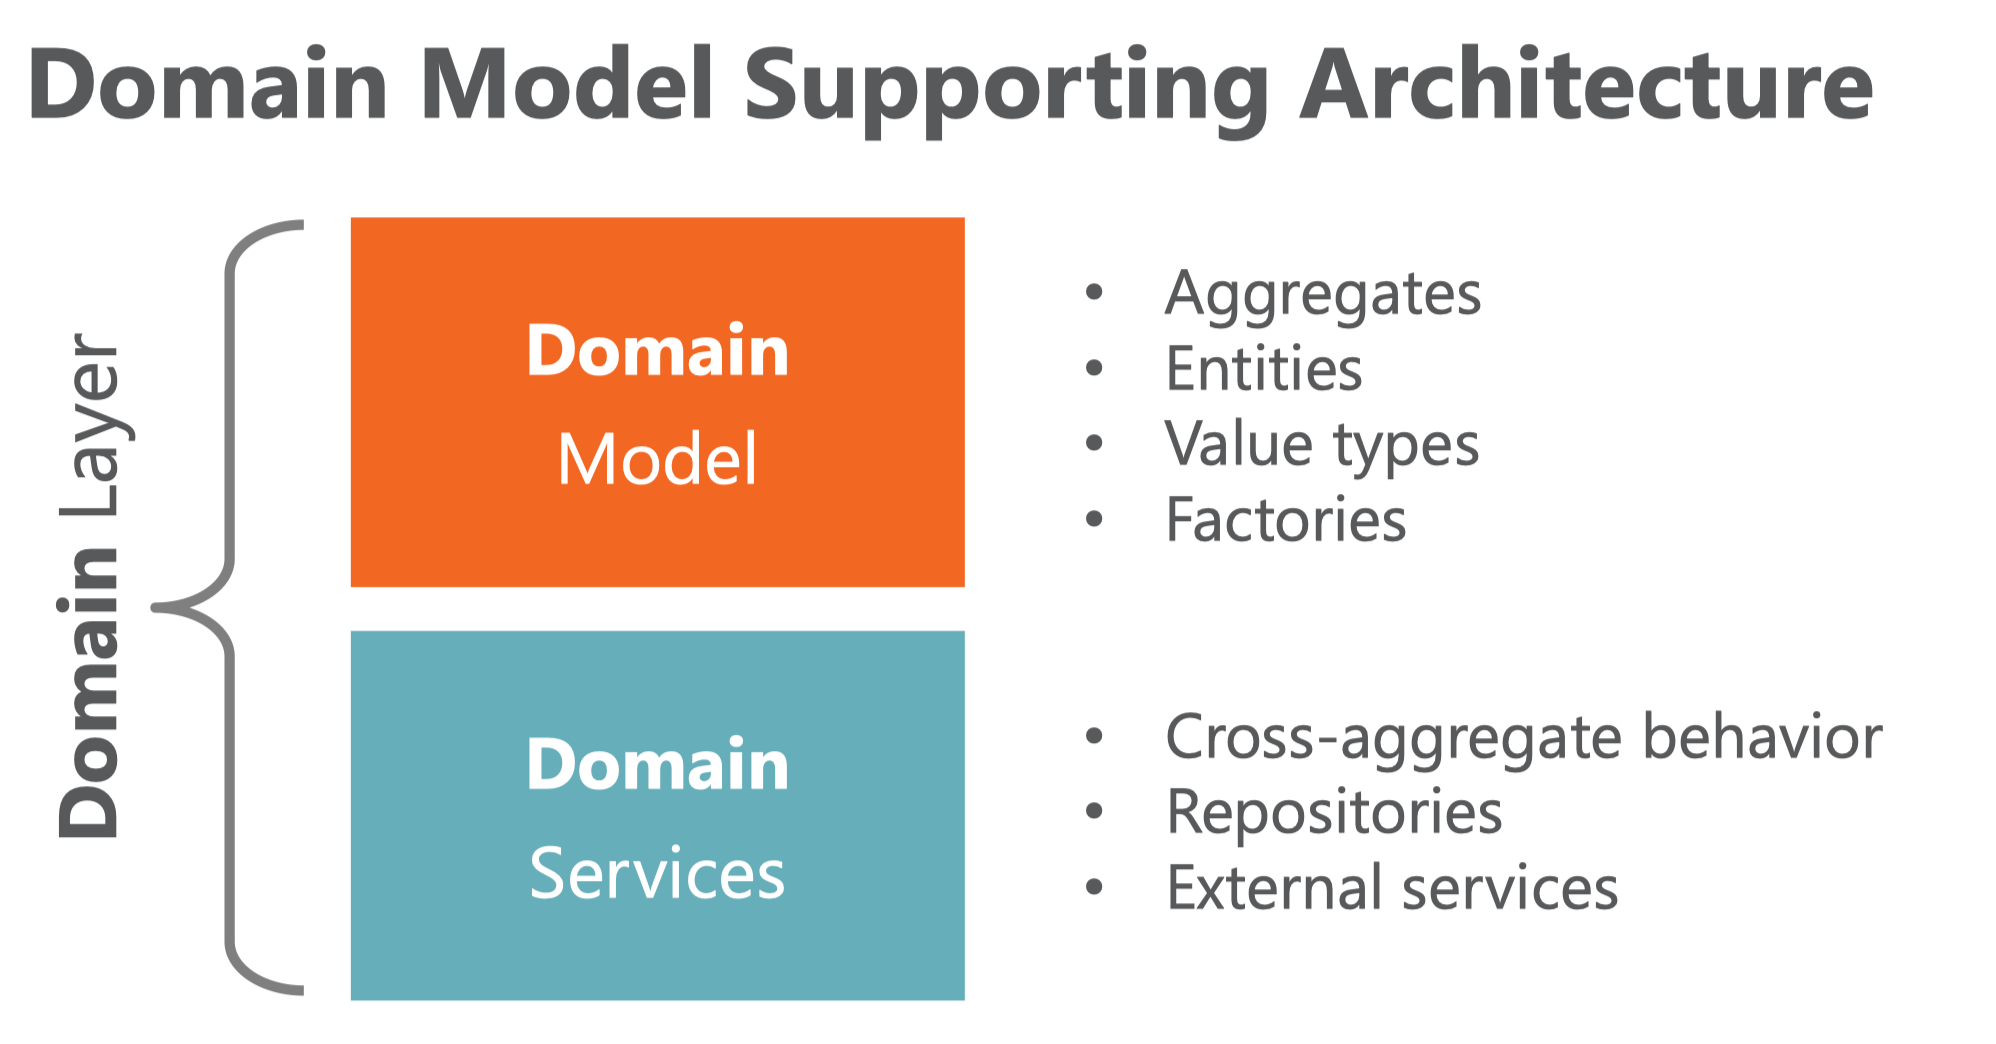 Domain Model Supporting Architecture
Domain Layer
Domain
Model
• Aggregates
• Entities
• Value types
• Factories
Domain
Services
• Cross-aggregate behavior
• Repositories
• External services